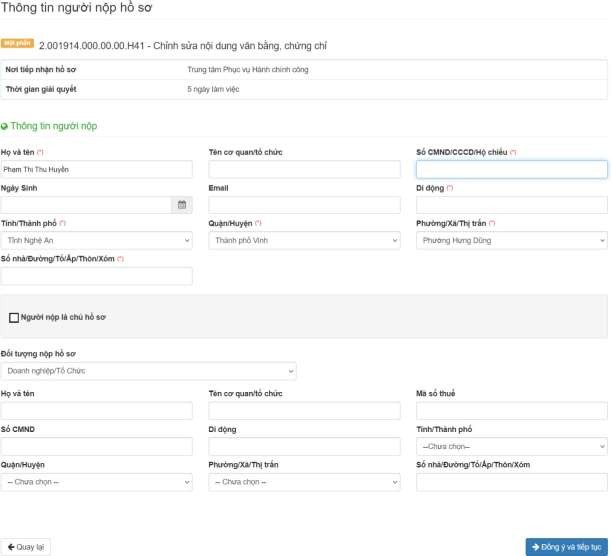 Thông tin người nộp hồ sơ
Một phần 2.001914.000.00.00.H41 - Chỉnh sửa nội dung văn bằng, chứng chỉ
Nơi tiếp nhận hồ sơ Trung tâm Phục vụ Hành chính công
Thời gian giải quyết 5 ngày làm việc
Thông tin người nộp
Họ và tên (*) Tên cơ quan/tổ chức Số CMND/CCCD/Hộ chiếu (*)
Phạm Thị Thu Huyền
Ngày Sinh Email Di động (*)
Tỉnh/Thành phố (*) Quận/Huyện (*) Phường/Xã/Thị trấn (*)
Tỉnh Nghệ An Thành phố Vinh Phường Hưng Dũng
Số nhà/Đường/Tổ/Ấp/Thôn/Xóm (*)
Người nộp là chủ hồ sơ
Đối tượng nộp hồ sơ
Doanh nghiệp/Tổ Chức
Họ và tên Tên cơ quan/tổ chức Mã số thuế
Số CMND Di động Tỉnh/Thành phố
--Chưa chọn--
Quận/Huyện Phường/Xã/Thị trấn Số nhà/Đường/Tổ/Ấp/Thôn/Xóm
-- Chưa chọn -- -- Chưa chọn --
Quay lại Đồng ý và tiếp tục